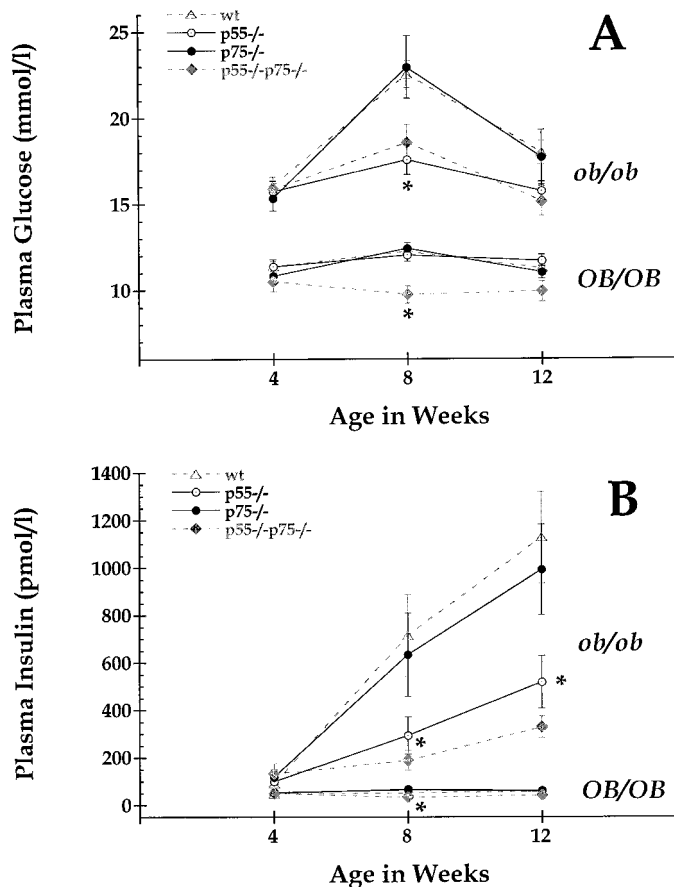 wt
p55-/-
p75-/-
p55-/-p75-/-
A
25
20
15
10
Plasma Glucose (mmol/l)
*
ob/ob
OB/OB
*
4 8 12
Age in Weeks
wt
p55-/-
p75-/-
p55-/-p75-/-
B
1400
1200
1000
800
600
400
200
0
Plasma Insulin (pmol/l)
ob/ob
*
*
OB/OB
*
4 8 12
Age in Weeks